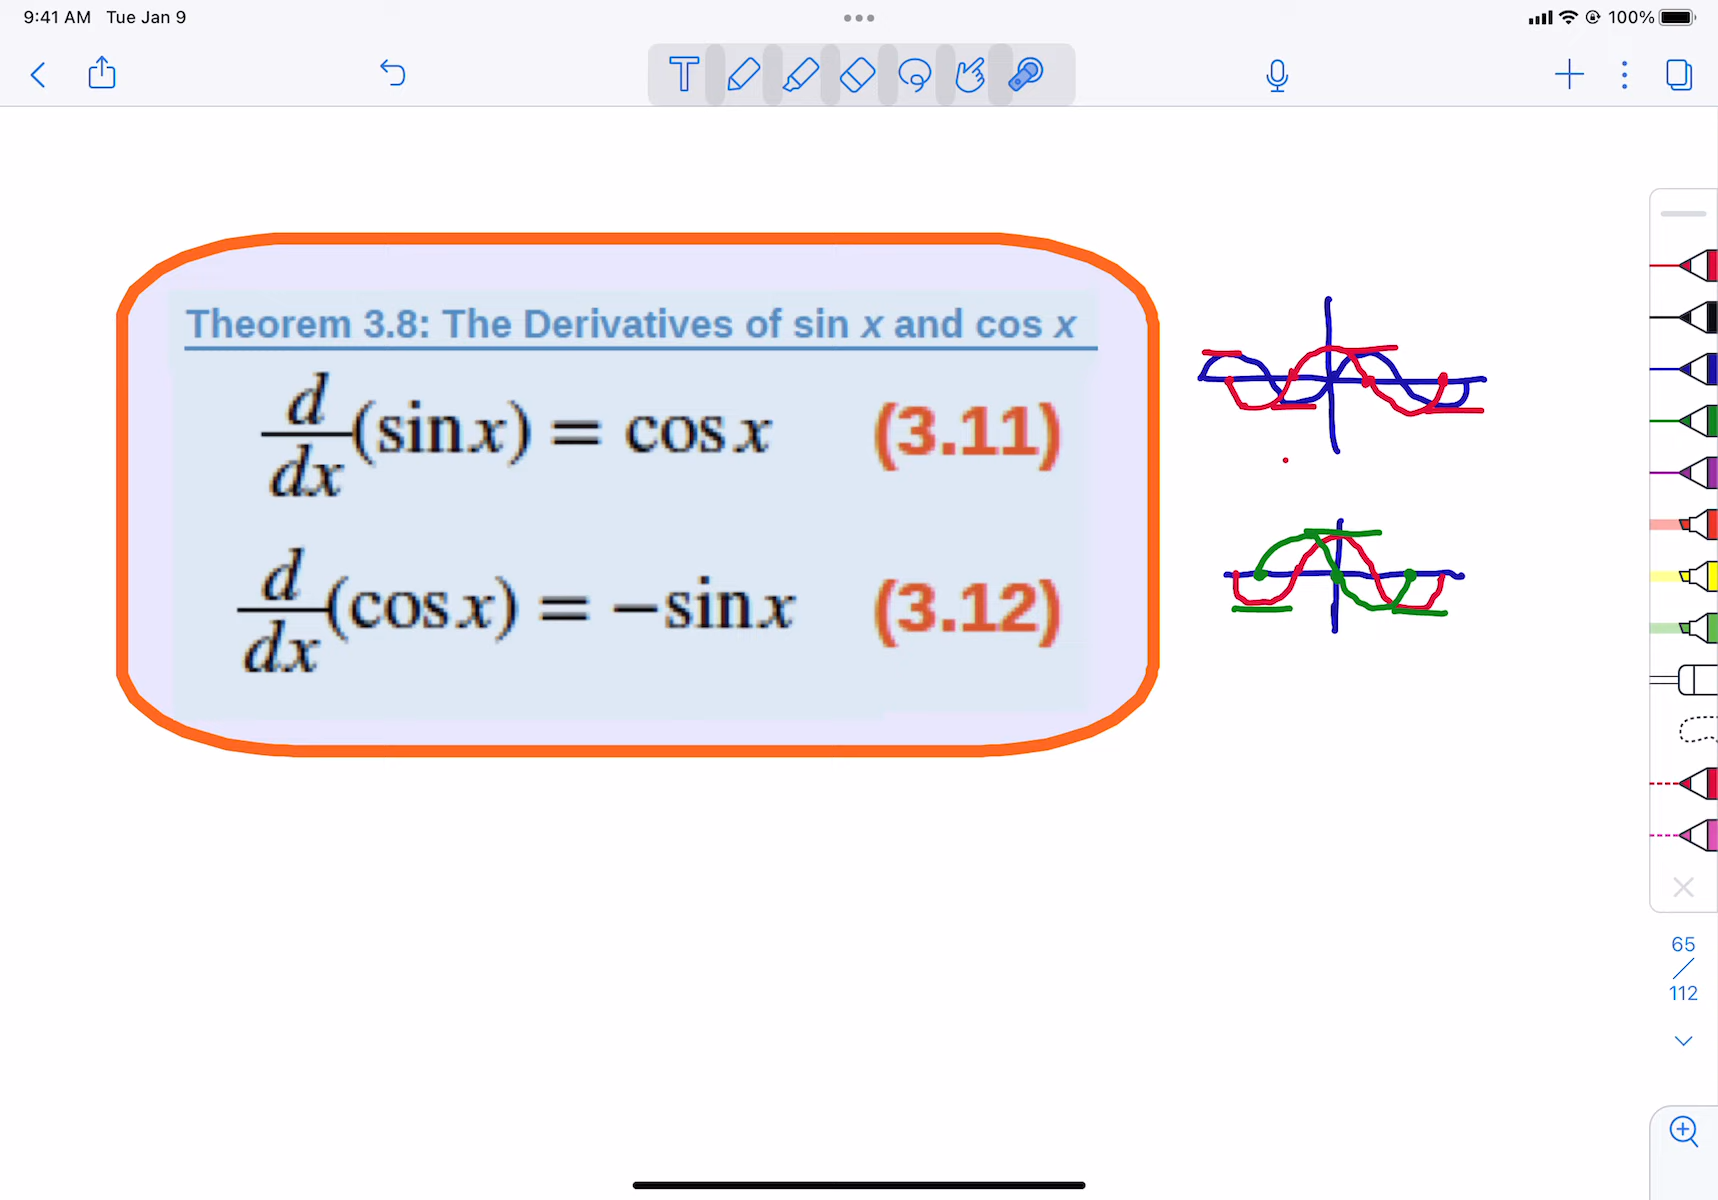 9:41 AM Tue Jan 9
100%
T
Theorem 3.8: The Derivatives of sin x and cos x
d/dx (sin x) = cos x (3.11)
d/dx (cos x) = −sin x (3.12)
65
/
112